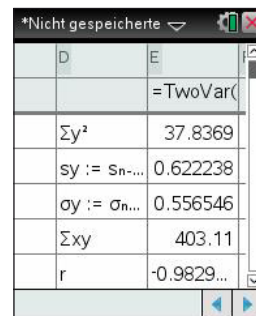 *Nicht gespeicherte
D E
=TwoVar(
Σy² 37.8369
sy := sₙ-... 0.622238
σy := σₙ... 0.556546
Σxy 403.11
r -0.9829...